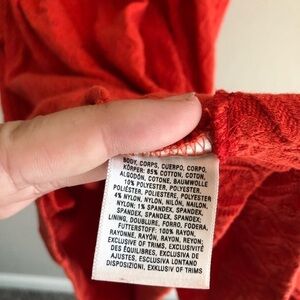 BODY, CORPS, CUERPO, CORPO,
KÖRPER: 85% COTTON, COTON,
ALGODÓN, COTONE, BAUMWOLLE
10% POLYESTER, POLYESTER,
POLIÉSTER, POLIESTERE, POLYESTER
4% NYLON, NYLON, NILÓN, NAILON,
NYLON; 1% SPANDEX, SPANDEX,
SPANDEX, SPANDEX, SPANDEX;
LINING, DOUBLURE, FORRO, FODERA,
FUTTERSTOFF: 100% RAYON,
RAYONNE, RAYÓN, RAYON, REYON;
EXCLUSIVE OF TRIMS, EXCLUSIVITÉ
DES ÉQUILIBRES, EXCLUSIVA DE
AJUSTES, ESCLUSIVA LONTANO
DISPOSIZIONI, EXKLUSIV OF TRIMS